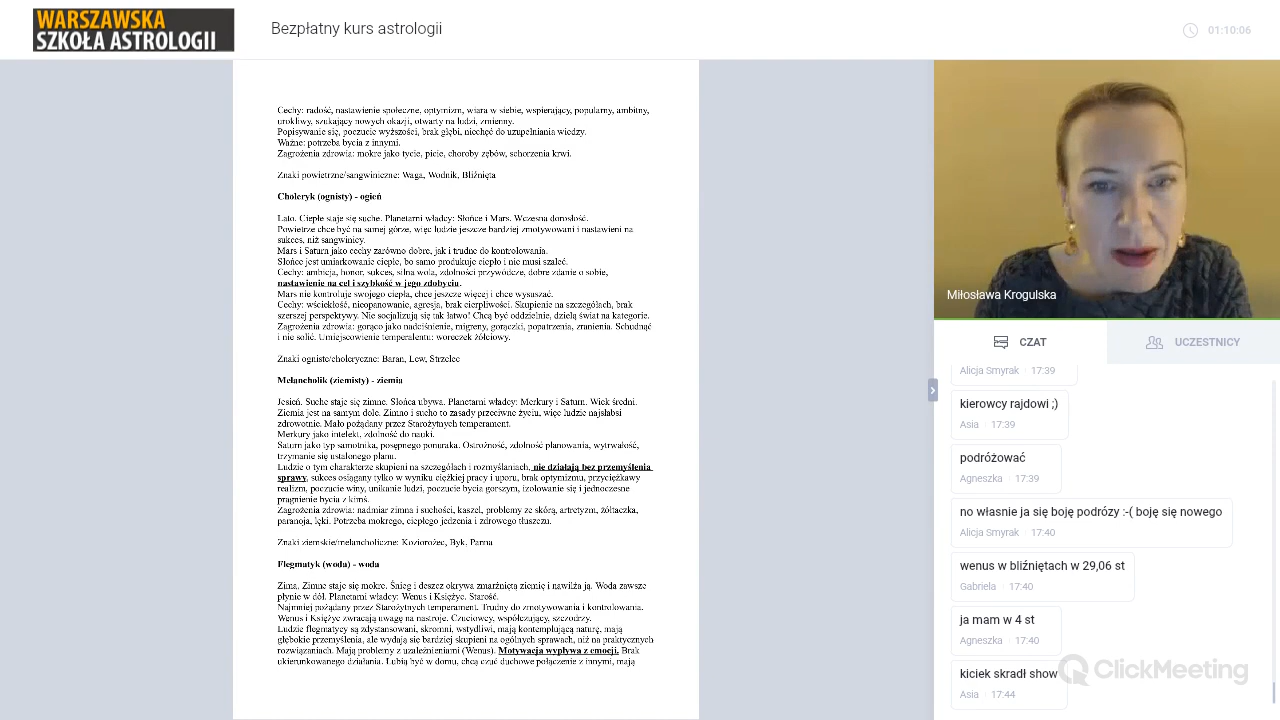 WARSZAWSKA
SZKOŁA ASTROLOGII
Bezpłatny kurs astrologii
01:10:06
Cechy: radość, nastawienie społeczne, optymizm, wiara w siebie, wspierający, popularny, ambitny,
urokliwy, szukający nowych okazji, otwarty na ludzi, zmienny.
Popisywanie się, poczucie wyższości, brak głębi, niechęć do uzupełniania wiedzy.
Ważne: potrzeba bycia z innymi.
Zagrożenia zdrowia: mokre jako tycie, picie, choroby zębów, schorzenia krwi.
Znaki powietrzne/sangwiniczne: Waga, Wodnik, Bliźnięta
Choleryk (ognisty) - ogień
Lato. Ciepłe staje się suche. Planetarni władcy: Słońce i Mars. Wczesna dorosłość.
Powietrze chce być na samej górze, więc ludzie jeszcze bardziej zmotywowani i nastawieni na
sukces, niż sangwinicy.
Mars i Saturn jako cechy zarówno dobre, jak i trudne do kontrolowania.
Słońce jest umiarkowanie ciepłe, bo samo produkuje ciepło i nie musi szaleć.
Cechy: ambicja, honor, sukces, silna wola, zdolności przywódcze, dobre zdanie o sobie,
nastawienie na cel i szybkość w jego zdobyciu.
Mars nie kontroluje swojego ciepła, chce jeszcze więcej i chce wysuszać.
Cechy: wściekłość, nieopanowanie, agresja, brak cierpliwości. Skupienie na szczegółach, brak
szerszej perspektywy. Nie socjalizują się tak łatwo! Chcą być oddzielnie, dzielą świat na kategorie.
Zagrożenia zdrowia: gorąco jako nadciśnienie, migreny, gorączki, popatrzenia, zranienia. Schudnąć
i nie solić. Umiejscowienie temperatentu: woreczek żółciowy.
Znaki ogniste/choleryczne: Baran, Lew, Strzelec
Melancholik (ziemisty) - ziemia
Jesień. Suche staje się zimne. Słońca ubywa. Planetarni władcy: Merkury i Saturn. Wiek średni.
Ziemia jest na samym dole. Zimno i sucho to zasady przeciwne życiu, więc ludzie najsłabsi
zdrowotnie. Mało pożądany przez Starożytnych temperament.
Merkury jako intelekt, zdolność do nauki.
Saturn jako typ samotnika, posępnego ponuraka. Ostrożność, zdolność planowania, wytrwałość,
trzymanie się ustalonego planu.
Ludzie o tym charakterze skupieni na szczegółach i rozmyślaniach, nie działają bez przemyślenia
sprawy, sukces osiągany tylko w wyniku ciężkiej pracy i uporu, brak optymizmu, przyciężkawy
realizm, poczucie winy, unikanie ludzi, poczucie bycia gorszym, izolowanie się i jednoczesne
pragnienie bycia z kimś.
Zagrożenia zdrowia: nadmiar zimna i suchości, kaszel, problemy ze skórą, artretyzm, żółtaczka,
paranoja, lęki. Potrzeba mokrego, ciepłego jedzenia i zdrowego tłuszczu.
Znaki ziemskie/melancholiczne: Koziorożec, Byk, Panna
Flegmatyk (woda) - woda
Zima. Zimne staje się mokre. Śnieg i deszcz okrywa zmarzniętą ziemię i nawilża ją. Woda zawsze
płynie w dół. Planetarni władcy: Wenus i Księżyc. Starość.
Najmniej pożądany przez Starożytnych temperament. Trudny do zmotywowania i kontrolowania.
Wenus i Księżyc zwracają uwagę na nastroje. Czuciowcy, współczujący, szczodrzy.
Ludzie flegmatycy są zdystansowani, skromni, wstydliwi, mają kontemplującą naturę, mają
głębokie przemyślenia, ale wydają się bardziej skupieni na ogólnych sprawach, niż na praktycznych
rozwiązaniach. Mają problemy z uzależnieniami (Wenus). Motywacja wypływa z emocji. Brak
ukierunkowanego działania. Lubią być w domu, chcą czuć duchowe połączenie z innymi, mają
Miłosława Krogulska
CZAT
UCZESTNICY
Alicja Smyrak · 17:39
kierowcy rajdowi ;)
Asia · 17:39
podróżować
Agneszka · 17:39
no własnie ja się boję podrózy :-( boję się nowego
Alicja Smyrak · 17:40
wenus w bliźniętach w 29,06 st
Gabriela · 17:40
ja mam w 4 st
Agneszka · 17:40
kiciek skradł show
Asia · 17:44
ClickMeeting